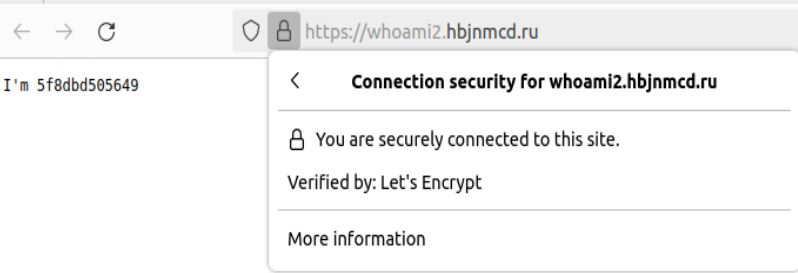 https://whoami2.hbjnmcd.ru
I'm 5f8dbd505649
Connection security for whoami2.hbjnmcd.ru
You are securely connected to this site.
Verified by: Let's Encrypt
More information